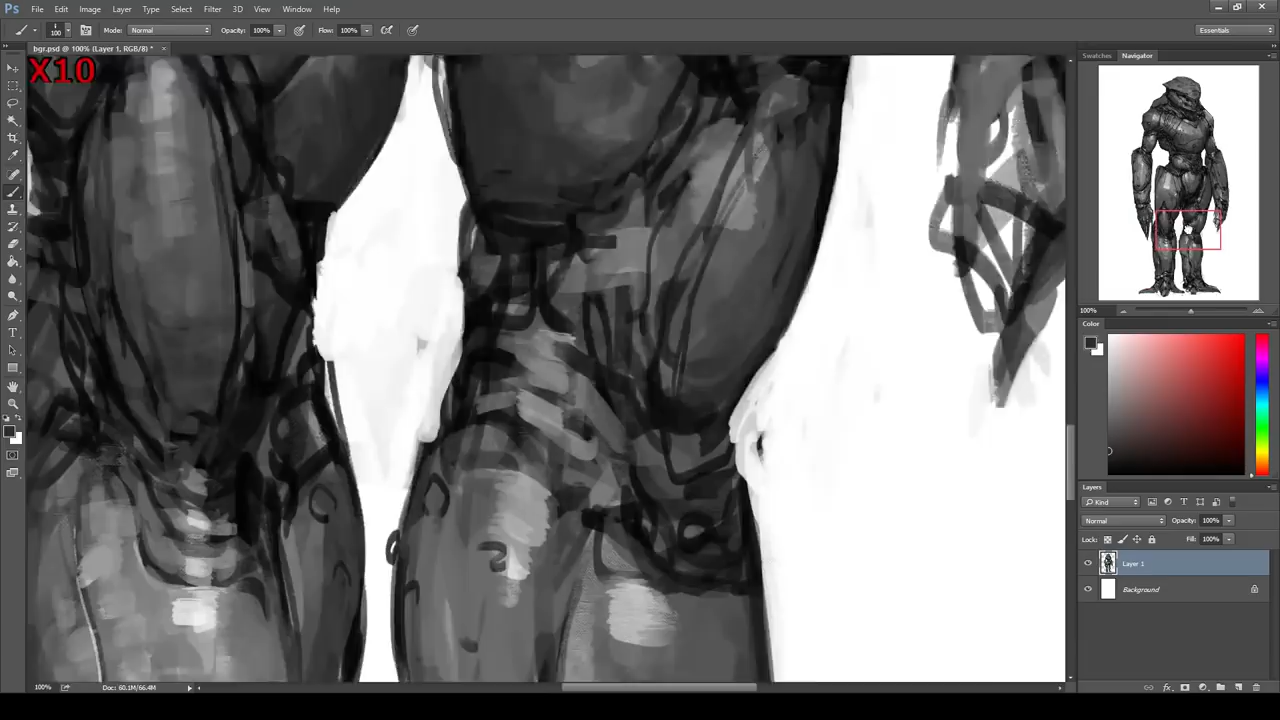 Ps File Edit Image Layer Type Select Filter 3D View Window Help
100 Mode: Normal Opacity: 100% Flow: 100% Essentials
bgr.psd @ 100% (Layer 1, RGB/8) *
X10
Swatches Navigator
100%
Color
Layers
Kind
Normal Opacity: 100%
Lock: Fill: 100%
Layer 1
Background
100% Doc: 60.1M/66.4M